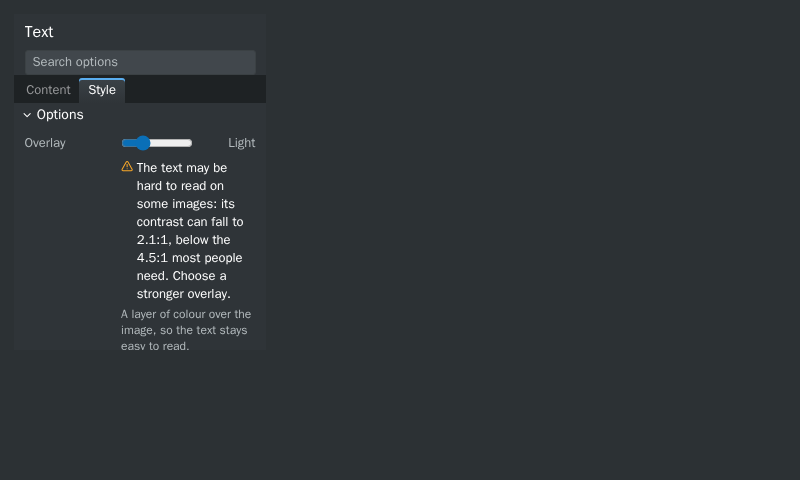 Text
Search options
Content Style
Options
Overlay Light
The text may be
hard to read on
some images: its
contrast can fall to
2.1:1, below the
4.5:1 most people
need. Choose a
stronger overlay.
A layer of colour over the
image, so the text stays
easy to read.